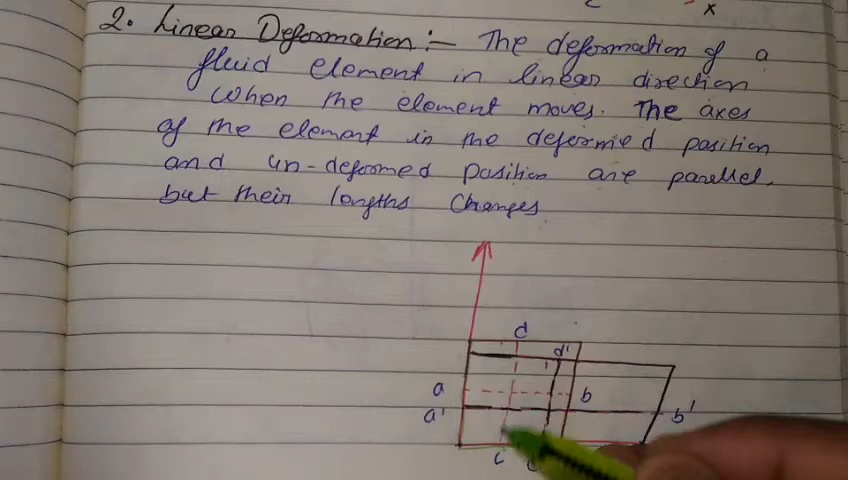 x
2. Linear Deformation :- The deformation of a
fluid element in linear direction
when the element moves. The axes
of the element in the deformed position
and un-deformed position are parallel.
but their lengths changes
d
d'
a
b
a'
b'
c